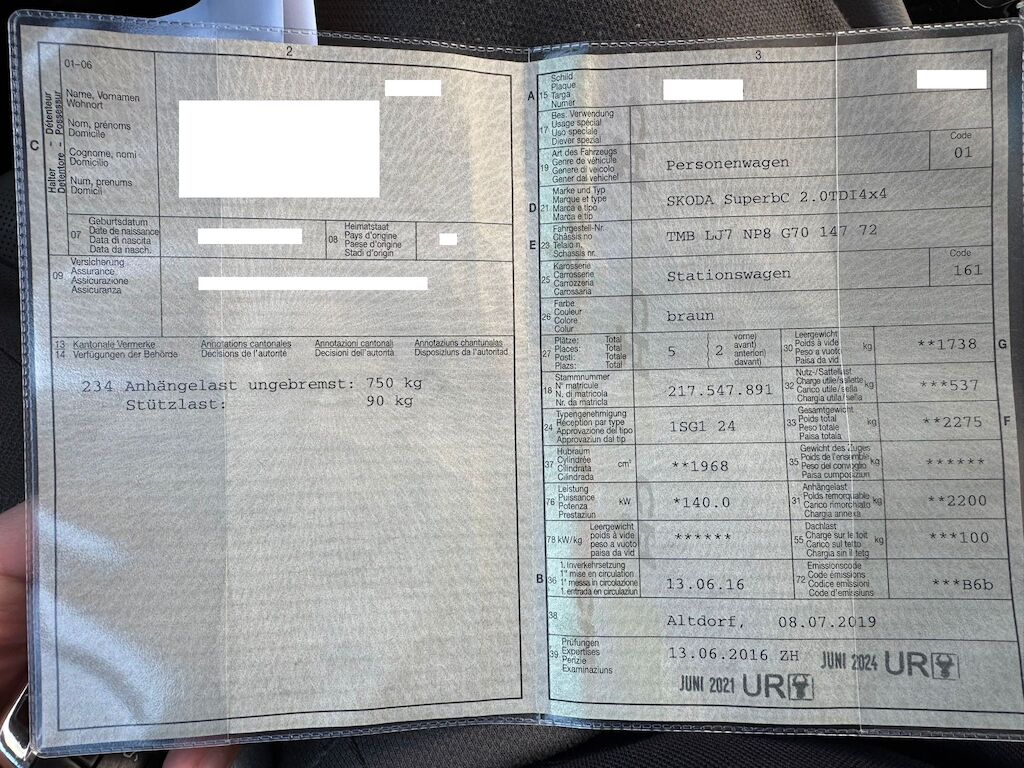 2
01-06
C
Halter - Détenteur
Detentore - Possessur
Name, Vornamen
Wohnort
Nom, prénoms
Domicile
Cognome, nomi
Domicilio
Num, prenums
Domicil
07
Geburtsdatum
Date de naissance
Data di nascita
Data da nasch.
08
Heimatstaat
Pays d'origine
Paese d'origine
Stadi d'origin
09
Versicherung
Assurance
Assicurazione
Assicuranza
13 Kantonale Vermerke Annotations cantonales Annotazioni cantonali Annotaziuns chantunalas
14 Verfügungen der Behörde Décisions de l'autorité Decisioni dell'autorità Disposiziuns da l'autoritad
234 Anhängelast ungebremst: 750 kg
Stützlast: 90 kg
3
A 15
Schild
Plaque
Targa
Numer
17
Bes. Verwendung
Usage spécial
Uso speciale
Diever spezial
19
Art des Fahrzeugs
Genre de véhicule
Genere di veicolo
Gener dal vehichel
Personenwagen
Code
01
D 21
Marke und Typ
Marque et type
Marca e tipo
Marca e tip
SKODA SuperbC 2.0TDI4x4
E 23
Fahrgestell-Nr.
Châssis no
Telaio n.
Schassis nr.
TMB LJ7 NP8 G70 147 72
25
Karosserie
Carrosserie
Carrozzeria
Carossaria
Stationswagen
Code
161
26
Farbe
Couleur
Colore
Colur
braun
27
Plätze: Total
Places: Total
Posti: Totale
Plazs: Total
5
2
vorne)
avant)
anteriori)
davant)
30
Leergewicht
Poids à vide
Peso a vuoto
Paisa da vid
kg
**1738
G
18
Stammnummer
N° matricule
N. di matricola
Nr. da matricla
217.547.891
32
Nutz-/Sattellast
Charge utile/sellette
Carico utile/sella
Chargia utila/sella
kg
***537
24
Typengenehmigung
Réception par type
Approvazione del tipo
Approvaziun dal tip
1SG1 24
33
Gesamtgewicht
Poids total
Peso totale
Paisa totala
kg
**2275
F
37
Hubraum
Cylindrée
Cilindrata
Cilindrada
cm³
**1968
35
Gewicht des Zuges
Poids de l'ensemble
Peso del convoglio
Paisa cumposiziun
kg
******
76
Leistung
Puissance
Potenza
Prestaziun
kW
*140.0
31
Anhängelast
Poids remorquable
Carico rimorchiato
Chargia annexa
kg
**2200
78 kW/kg
Leergewicht
poids à vide
peso a vuoto
paisa da vid
******
55
Dachlast
Charge sur le toit
Carico sul tetto
Chargia sin il tetg
kg
***100
B 36
1. Inverkehrsetzung
1re mise en circulation
1a messa in circolazione
1. entrada en circulaziun
13.06.16
72
Emissionscode
Code émissions
Codice emissioni
Code d'emissiuns
***B6b
38
Altdorf, 08.07.2019
39
Prüfungen
Expertises
Perizie
Examinaziuns
13.06.2016 ZH
JUNI 2024 UR
JUNI 2021 UR